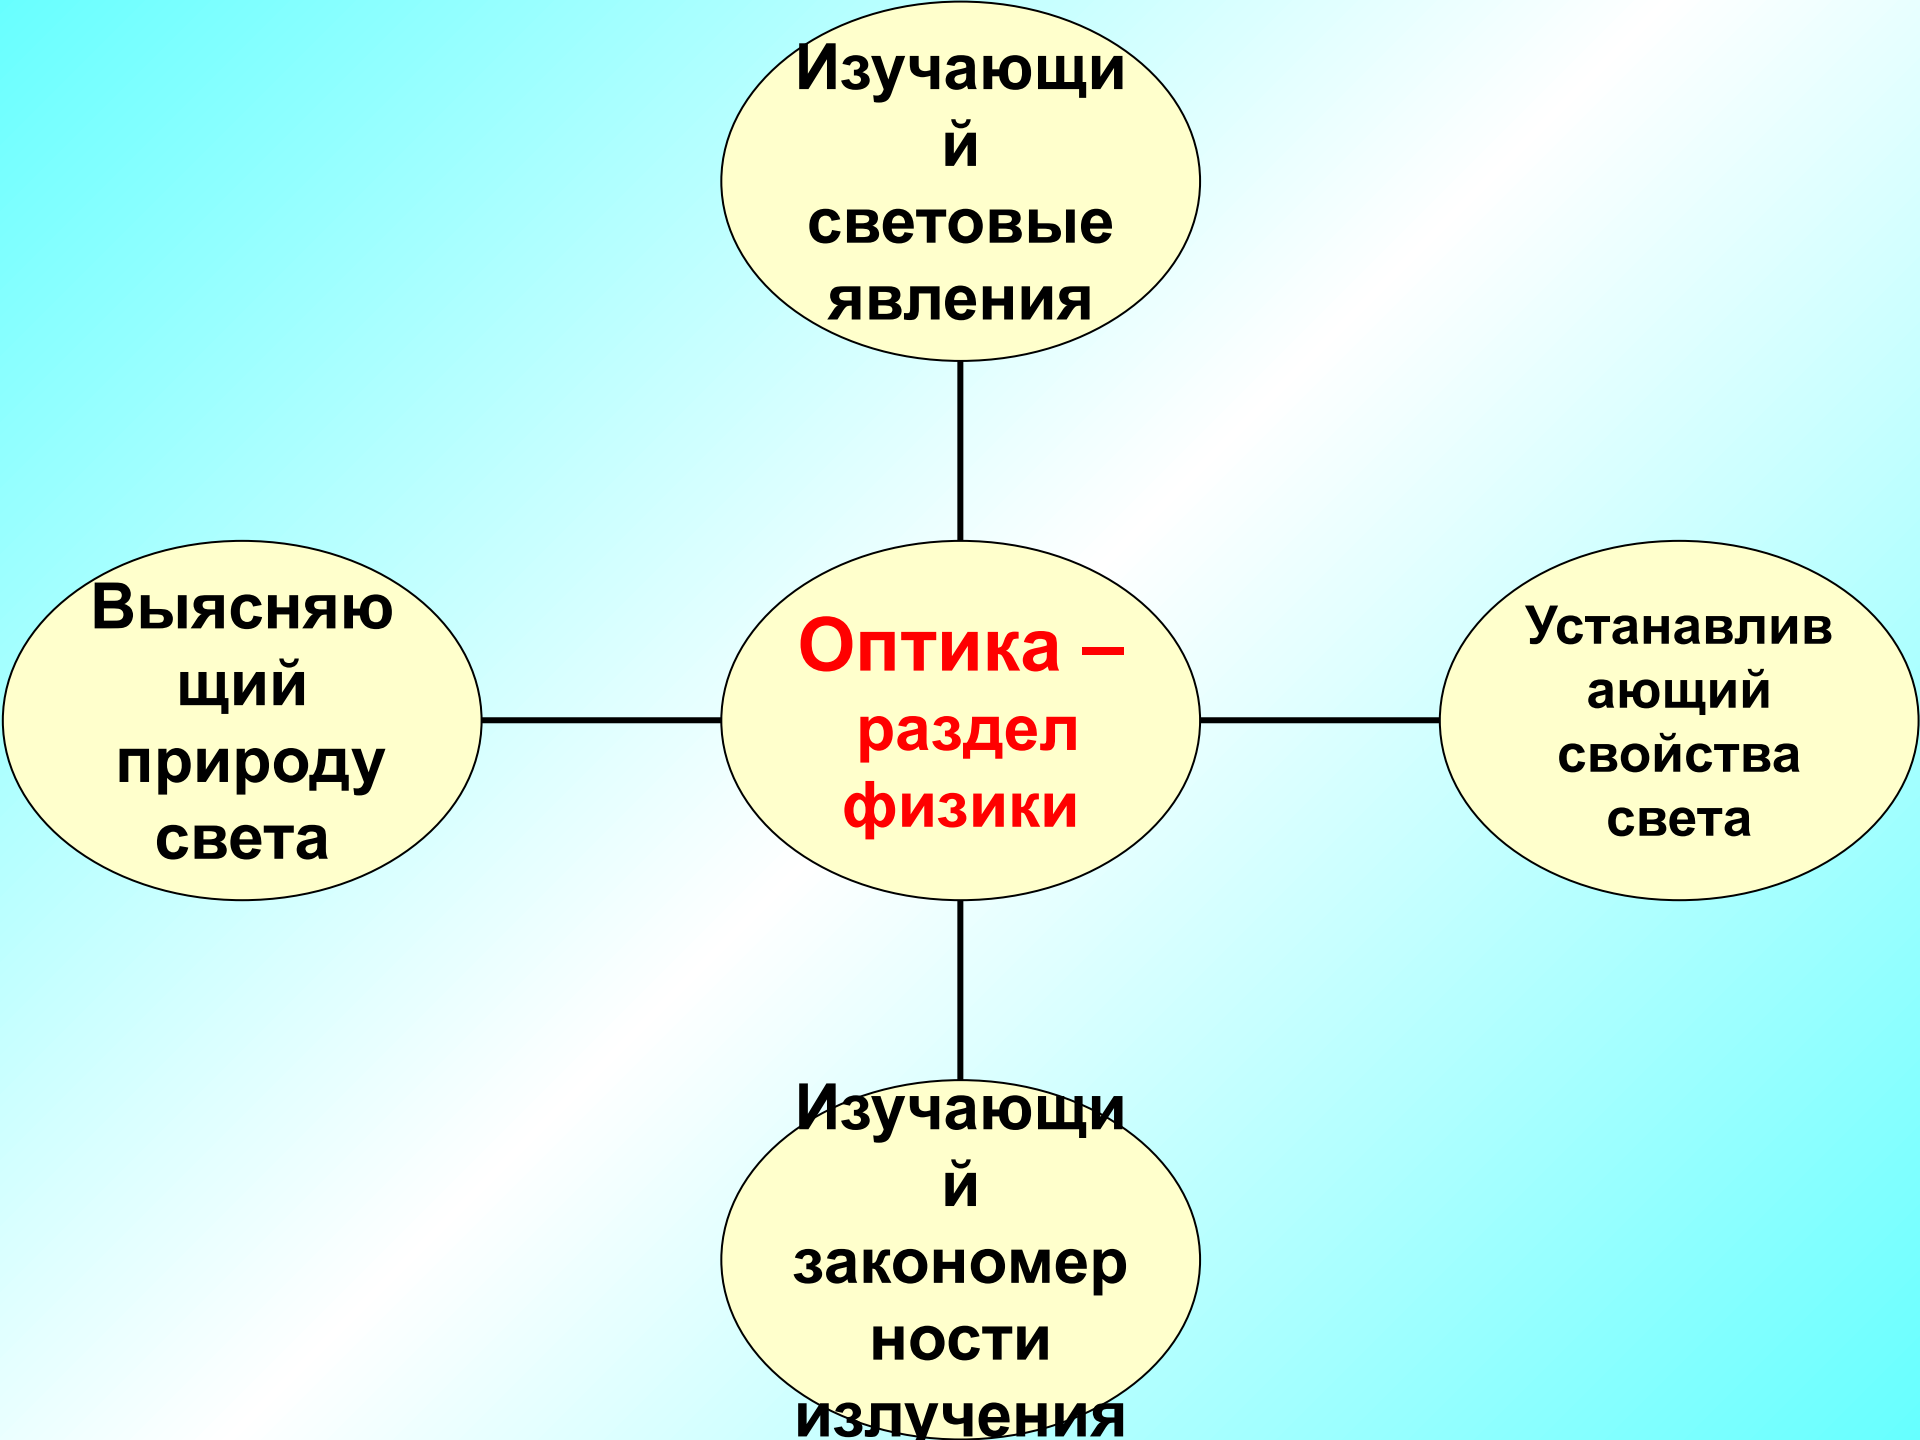 Изучающи
й
световые
явления
Выясняю
щий
природу
света
Оптика –
раздел
физики
Устанавлив
ающий
свойства
света
Изучающи
й
закономер
ности
излучения